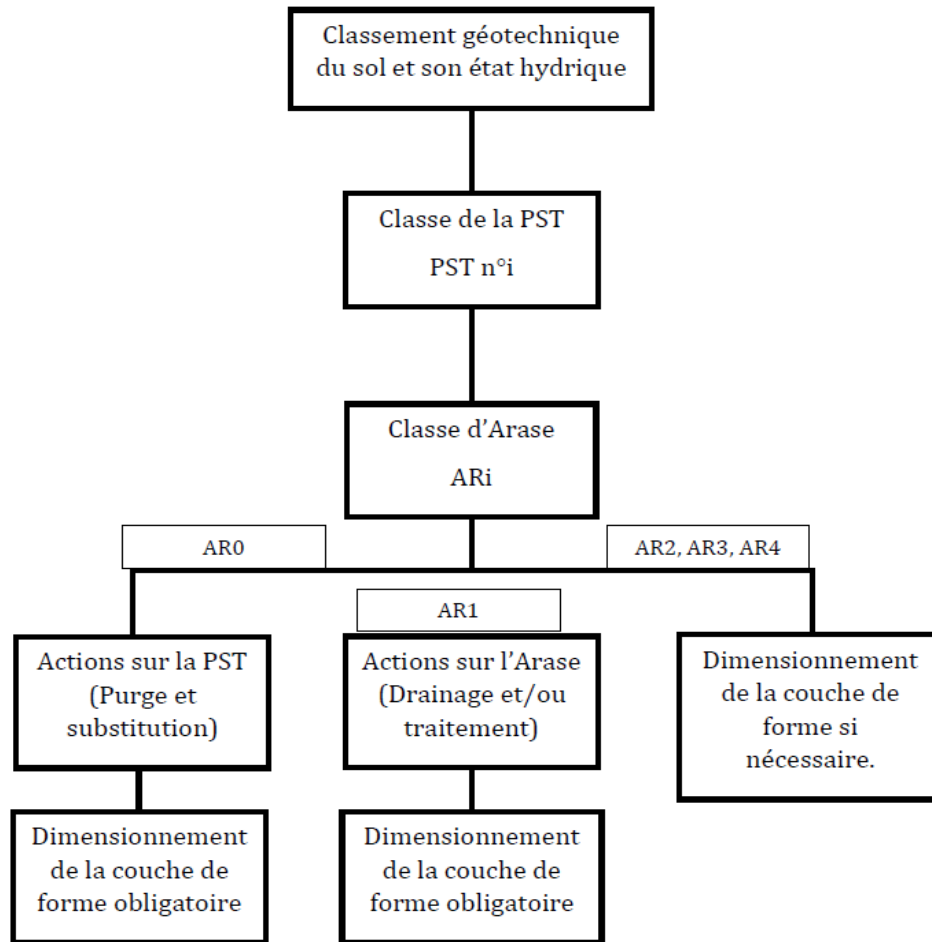 Classement géotechnique
du sol et son état hydrique
Classe de la PST
PST n°i
Classe d'Arase
ARi
AR0
AR2, AR3, AR4
AR1
Actions sur la PST
(Purge et
substitution)
Actions sur l'Arase
(Drainage et/ou
traitement)
Dimensionnement
de la couche de
forme si
nécessaire.
Dimensionnement
de la couche de
forme obligatoire
Dimensionnement
de la couche de
forme obligatoire